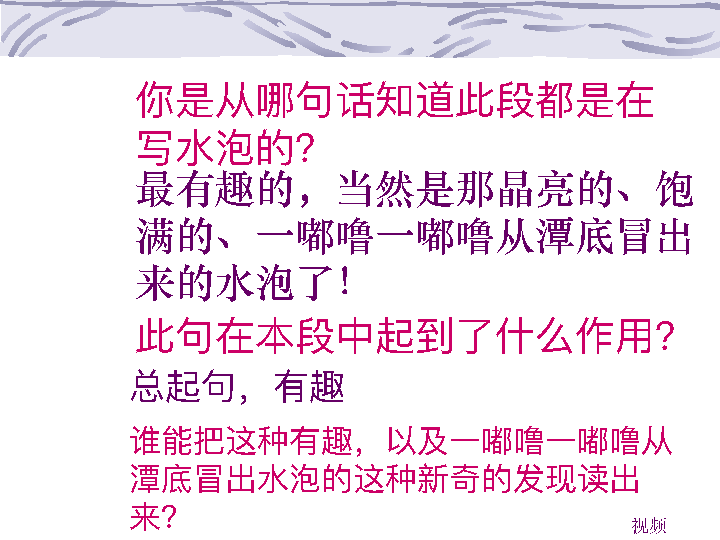 你是从哪句话知道此段都是在
写水泡的？
最有趣的，当然是那晶亮的、饱
满的、一嘟噜一嘟噜从潭底冒出
来的水泡了！
此句在本段中起到了什么作用？
总起句，有趣
谁能把这种有趣，以及一嘟噜一嘟噜从
潭底冒出水泡的这种新奇的发现读出
来？
视频